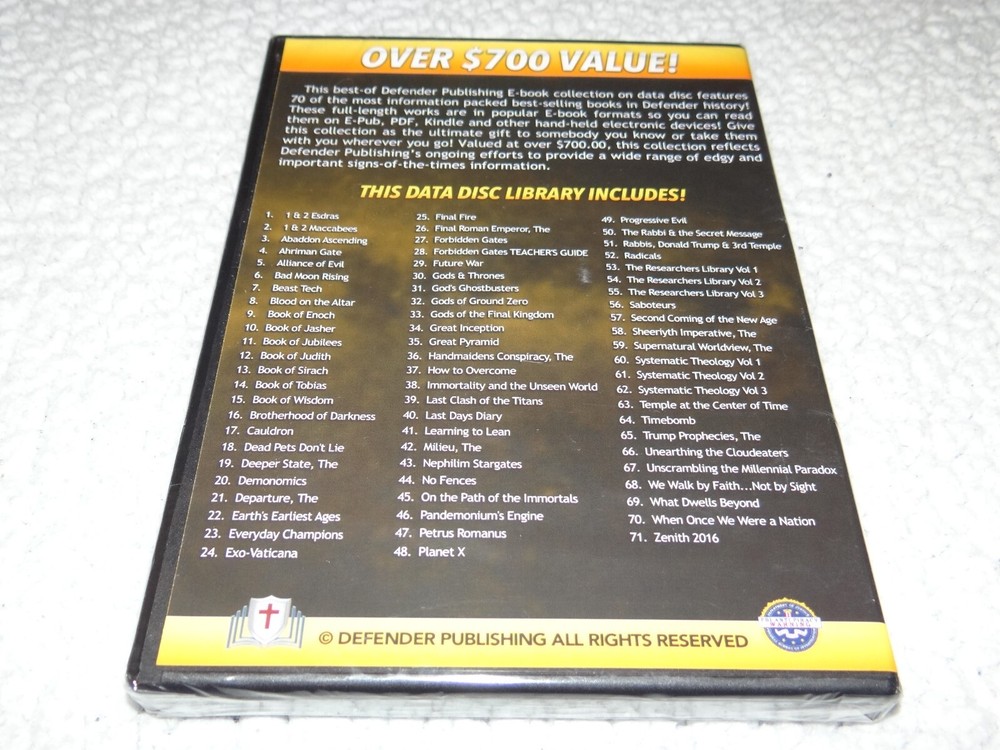 OVER $700 VALUE!
This best-of Defender Publishing E-book collection on data disc features
70 of the most information packed best-selling books in Defender history!
These full-length works are in popular E-book formats so you can read
them on E-Pub, PDF, Kindle and other hand-held electronic devices! Give
this collection as the ultimate gift to somebody you know or take them
with you wherever you go! Valued at over $700.00, this collection reflects
Defender Publishing's ongoing efforts to provide a wide range of edgy and
important signs-of-the-times information.
THIS DATA DISC LIBRARY INCLUDES!
1. 1 & 2 Esdras
2. 1 & 2 Maccabees
3. Abaddon Ascending
4. Ahriman Gate
5. Alliance of Evil
6. Bad Moon Rising
7. Beast Tech
8. Blood on the Altar
9. Book of Enoch
10. Book of Jasher
11. Book of Jubilees
12. Book of Judith
13. Book of Sirach
14. Book of Tobias
15. Book of Wisdom
16. Brotherhood of Darkness
17. Cauldron
18. Dead Pets Don't Lie
19. Deeper State, The
20. Demonomics
21. Departure, The
22. Earth's Earliest Ages
23. Everyday Champions
24. Exo-Vaticana
25. Final Fire
26. Final Roman Emperor, The
27. Forbidden Gates
28. Forbidden Gates TEACHER'S GUIDE
29. Future War
30. Gods & Thrones
31. God's Ghostbusters
32. Gods of Ground Zero
33. Gods of the Final Kingdom
34. Great Inception
35. Great Pyramid
36. Handmaidens Conspiracy, The
37. How to Overcome
38. Immortality and the Unseen World
39. Last Clash of the Titans
40. Last Days Diary
41. Learning to Lean
42. Milieu, The
43. Nephilim Stargates
44. No Fences
45. On the Path of the Immortals
46. Pandemonium's Engine
47. Petrus Romanus
48. Planet X
49. Progressive Evil
50. The Rabbi & the Secret Message
51. Rabbis, Donald Trump & 3rd Temple
52. Radicals
53. The Researchers Library Vol 1
54. The Researchers Library Vol 2
55. The Researchers Library Vol 3
56. Saboteurs
57. Second Coming of the New Age
58. Sheeriyth Imperative, The
59. Supernatural Worldview, The
60. Systematic Theology Vol 1
61. Systematic Theology Vol 2
62. Systematic Theology Vol 3
63. Temple at the Center of Time
64. Timebomb
65. Trump Prophecies, The
66. Unearthing the Cloudeaters
67. Unscrambling the Millennial Paradox
68. We Walk by Faith...Not by Sight
69. What Dwells Beyond
70. When Once We Were a Nation
71. Zenith 2016
© DEFENDER PUBLISHING ALL RIGHTS RESERVED
WARNING